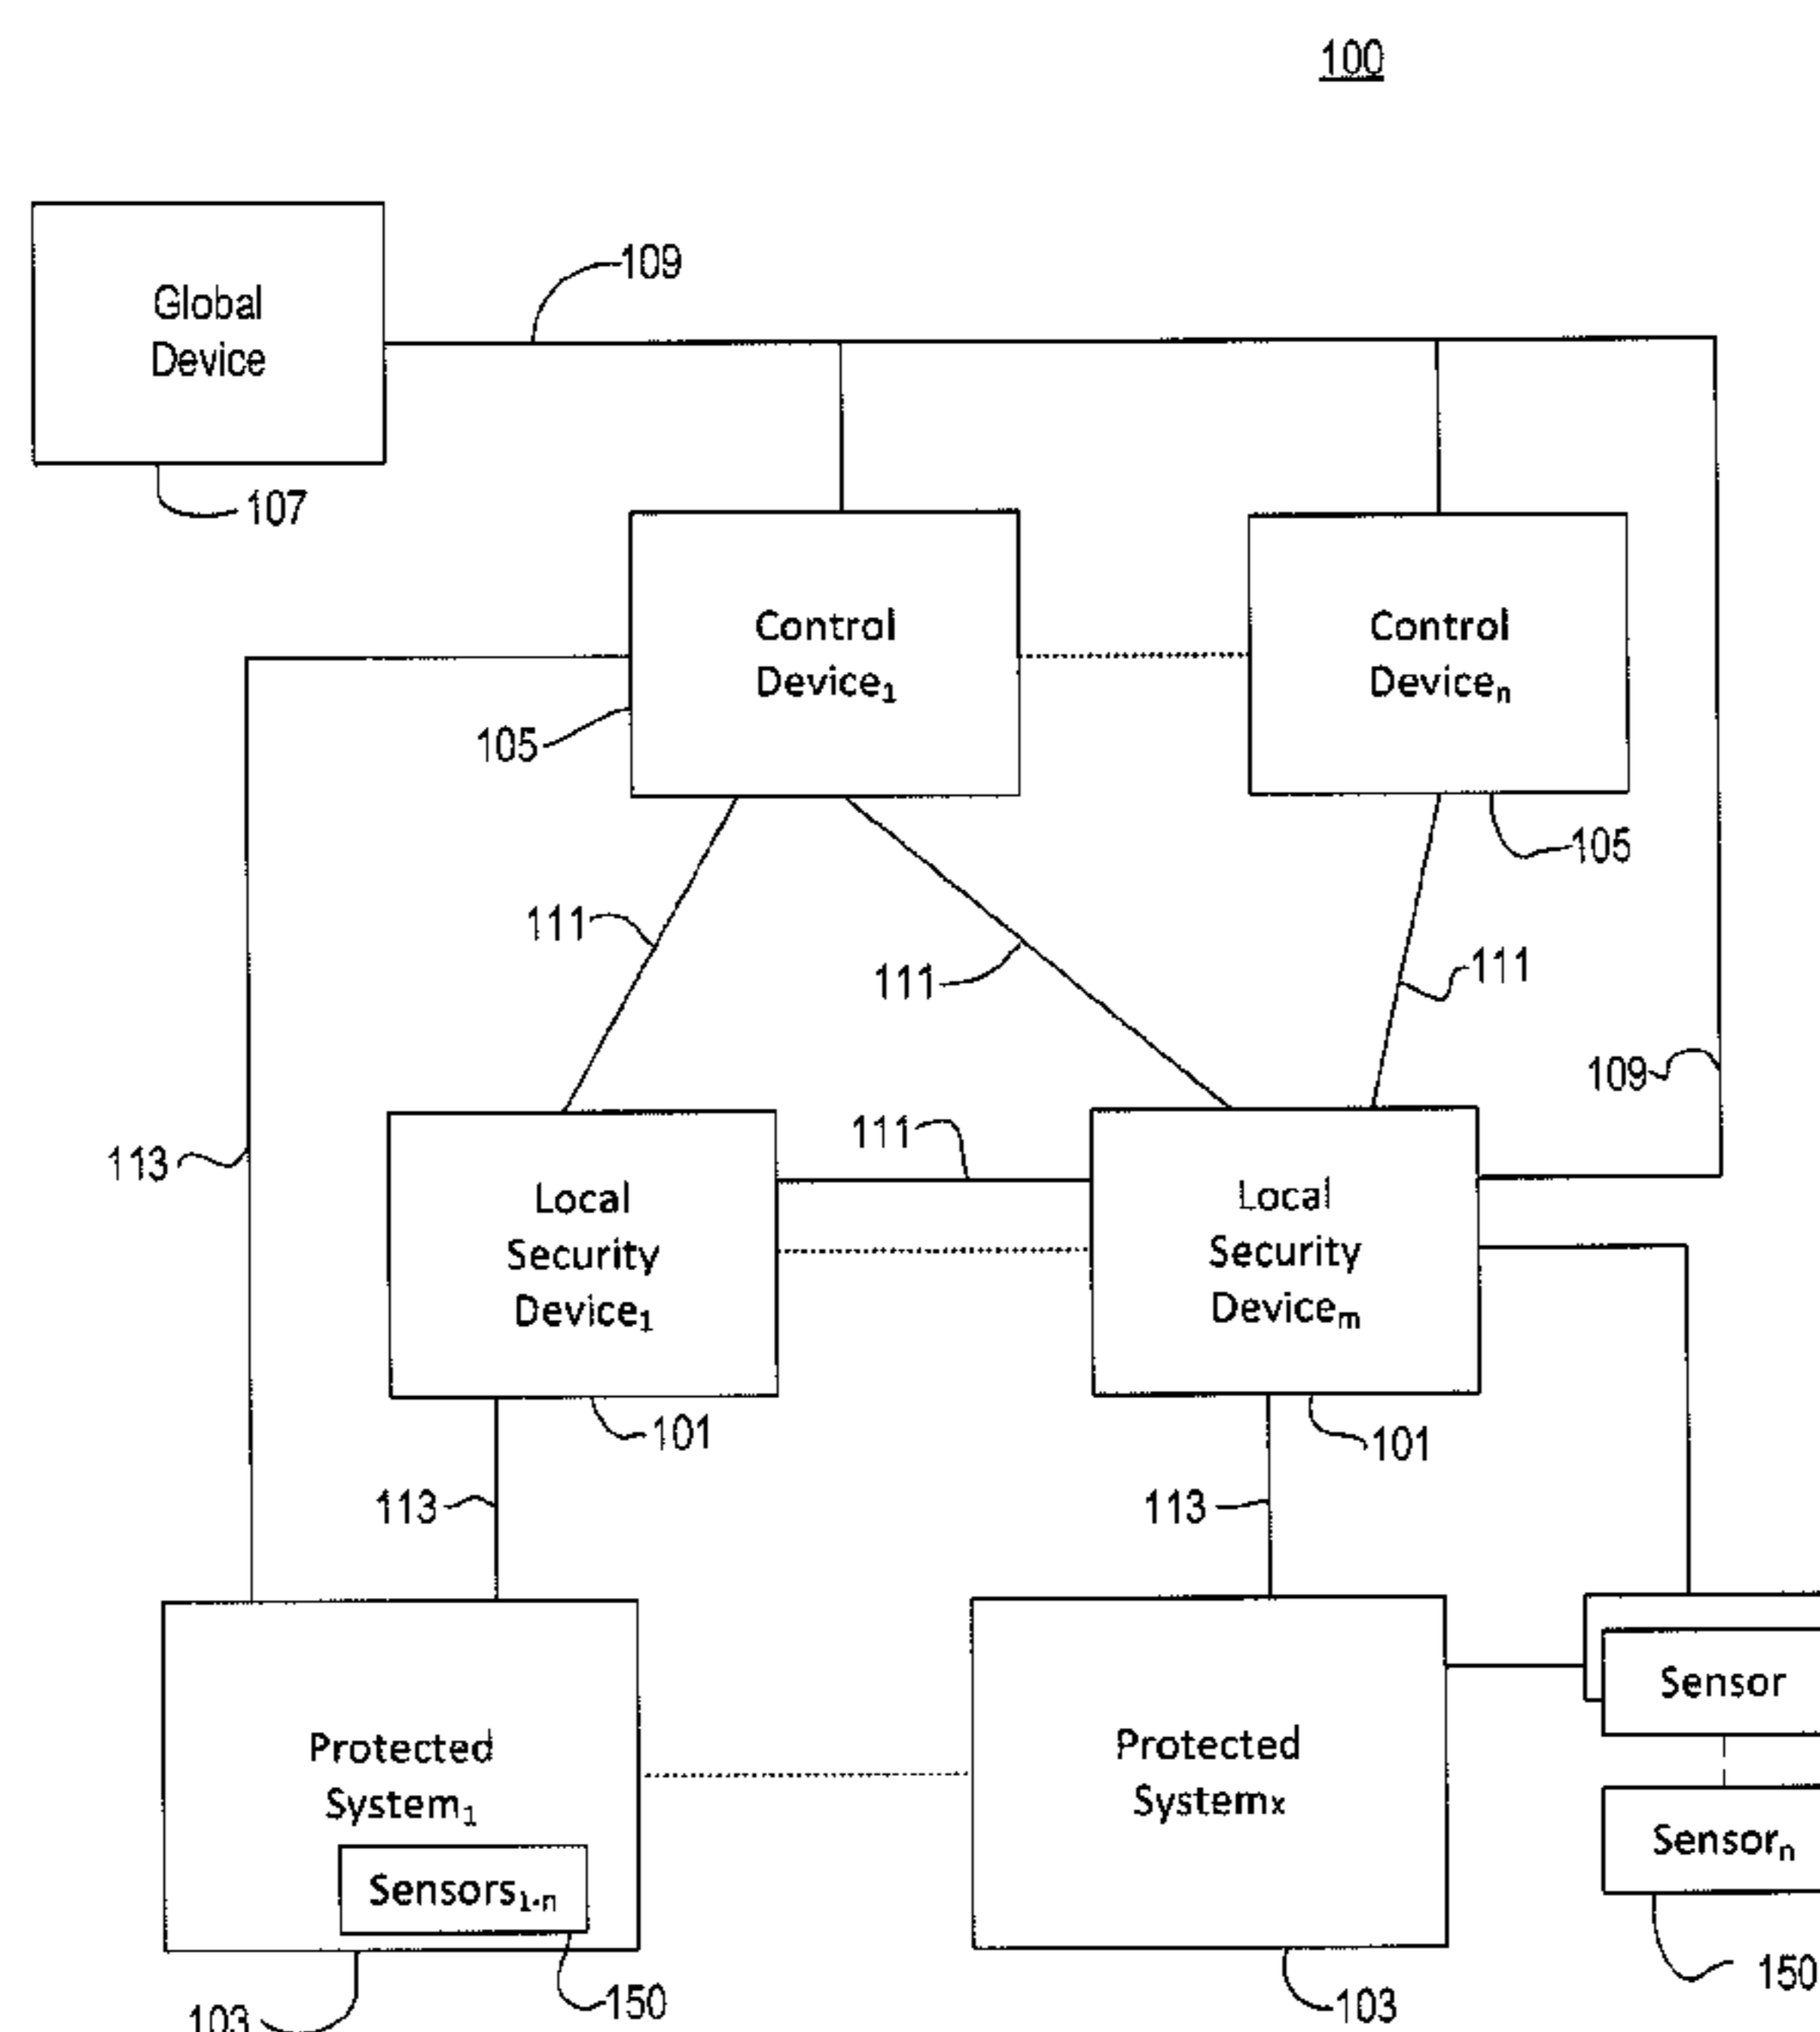 100
Global
Device
109
107
Control
Device₁
Control
Deviceₙ
105
105
111
111
111
109
113
111
Local
Security
Device₁
Local
Security
Deviceₘ
101
101
113
113
Protected
System₁
Sensors₁₋ₙ
Protected
Systemₓ
Sensor
Sensorₙ
150
103
150
103